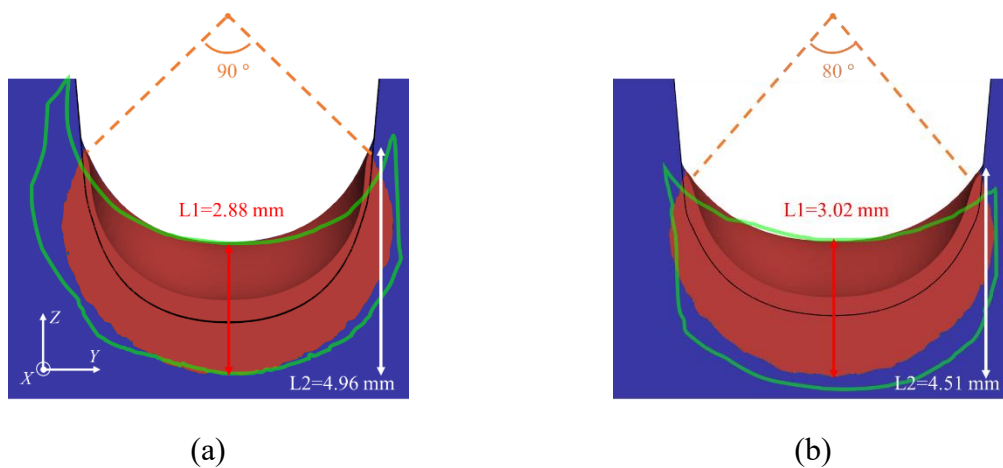 90 °
80 °
L1=2.88 mm
L1=3.02 mm
Z
Y
X
L2=4.96 mm
L2=4.51 mm
(a)
(b)